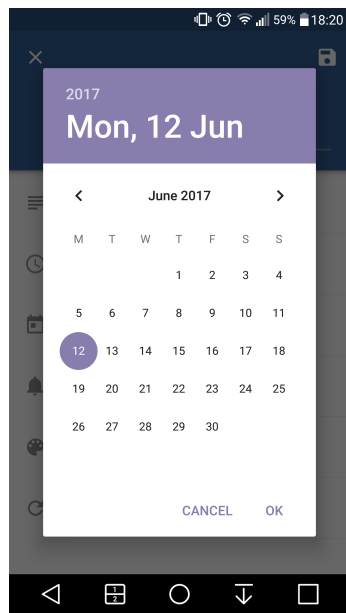 59% 18:20
2017
Mon, 12 Jun
June 2017
M T W T F S S
1 2 3 4
5 6 7 8 9 10 11
12 13 14 15 16 17 18
19 20 21 22 23 24 25
26 27 28 29 30
CANCEL OK
1
2